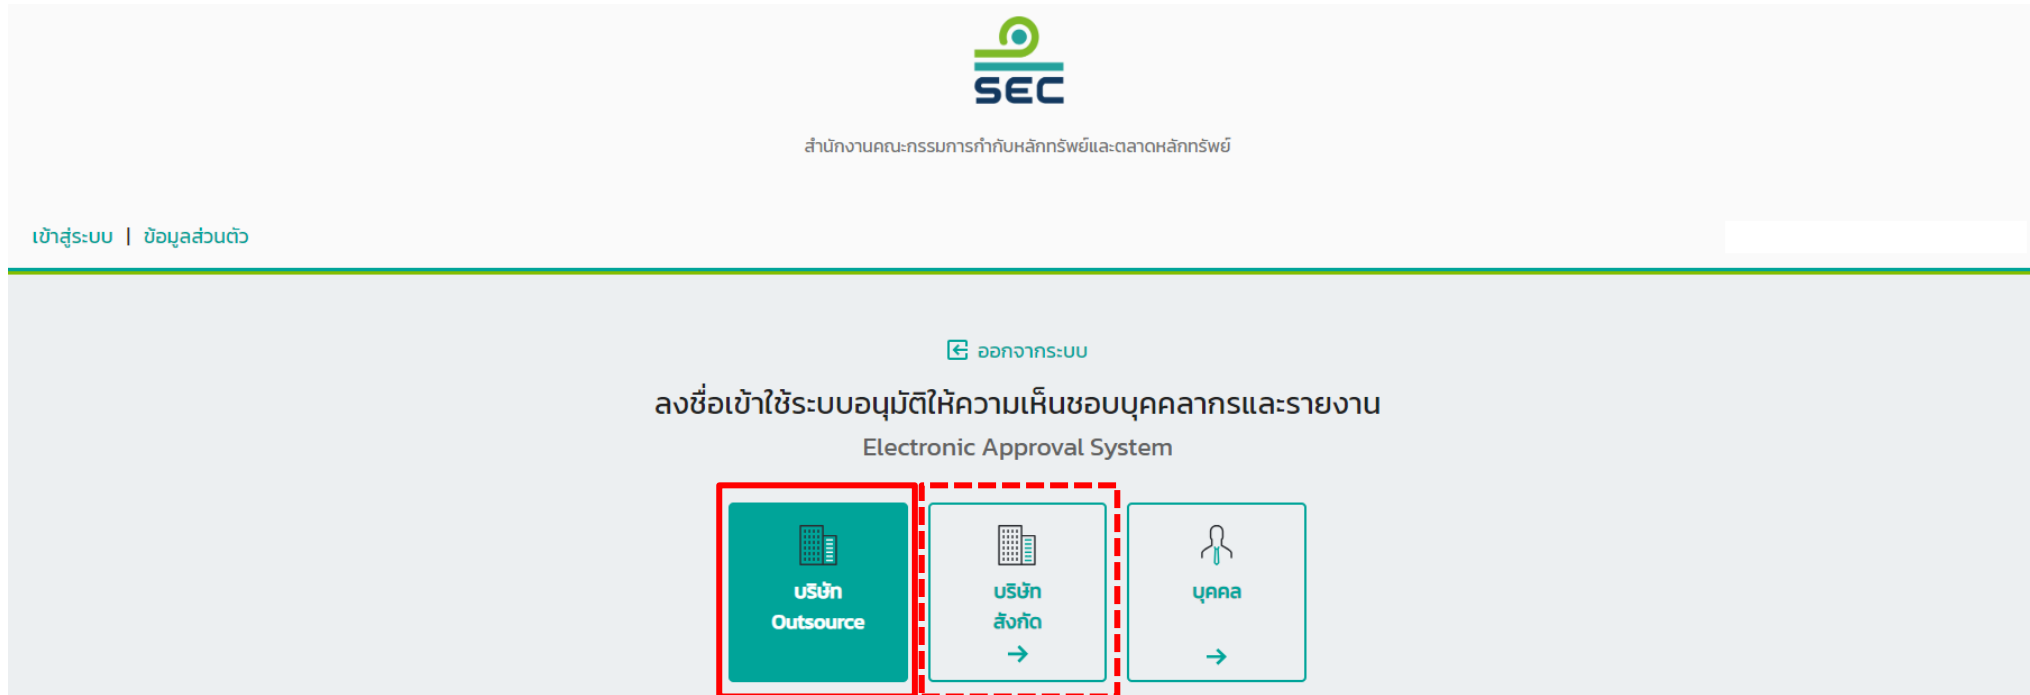 SEC
สำนักงานคณะกรรมการกำกับหลักทรัพย์และตลาดหลักทรัพย์
เข้าสู่ระบบ | ข้อมูลส่วนตัว
ออกจากระบบ
ลงชื่อเข้าใช้ระบบอนุมัติให้ความเห็นชอบบุคคลากรและรายงาน
Electronic Approval System
บริษัท
Outsource
บริษัท
สังกัด
บุคคล